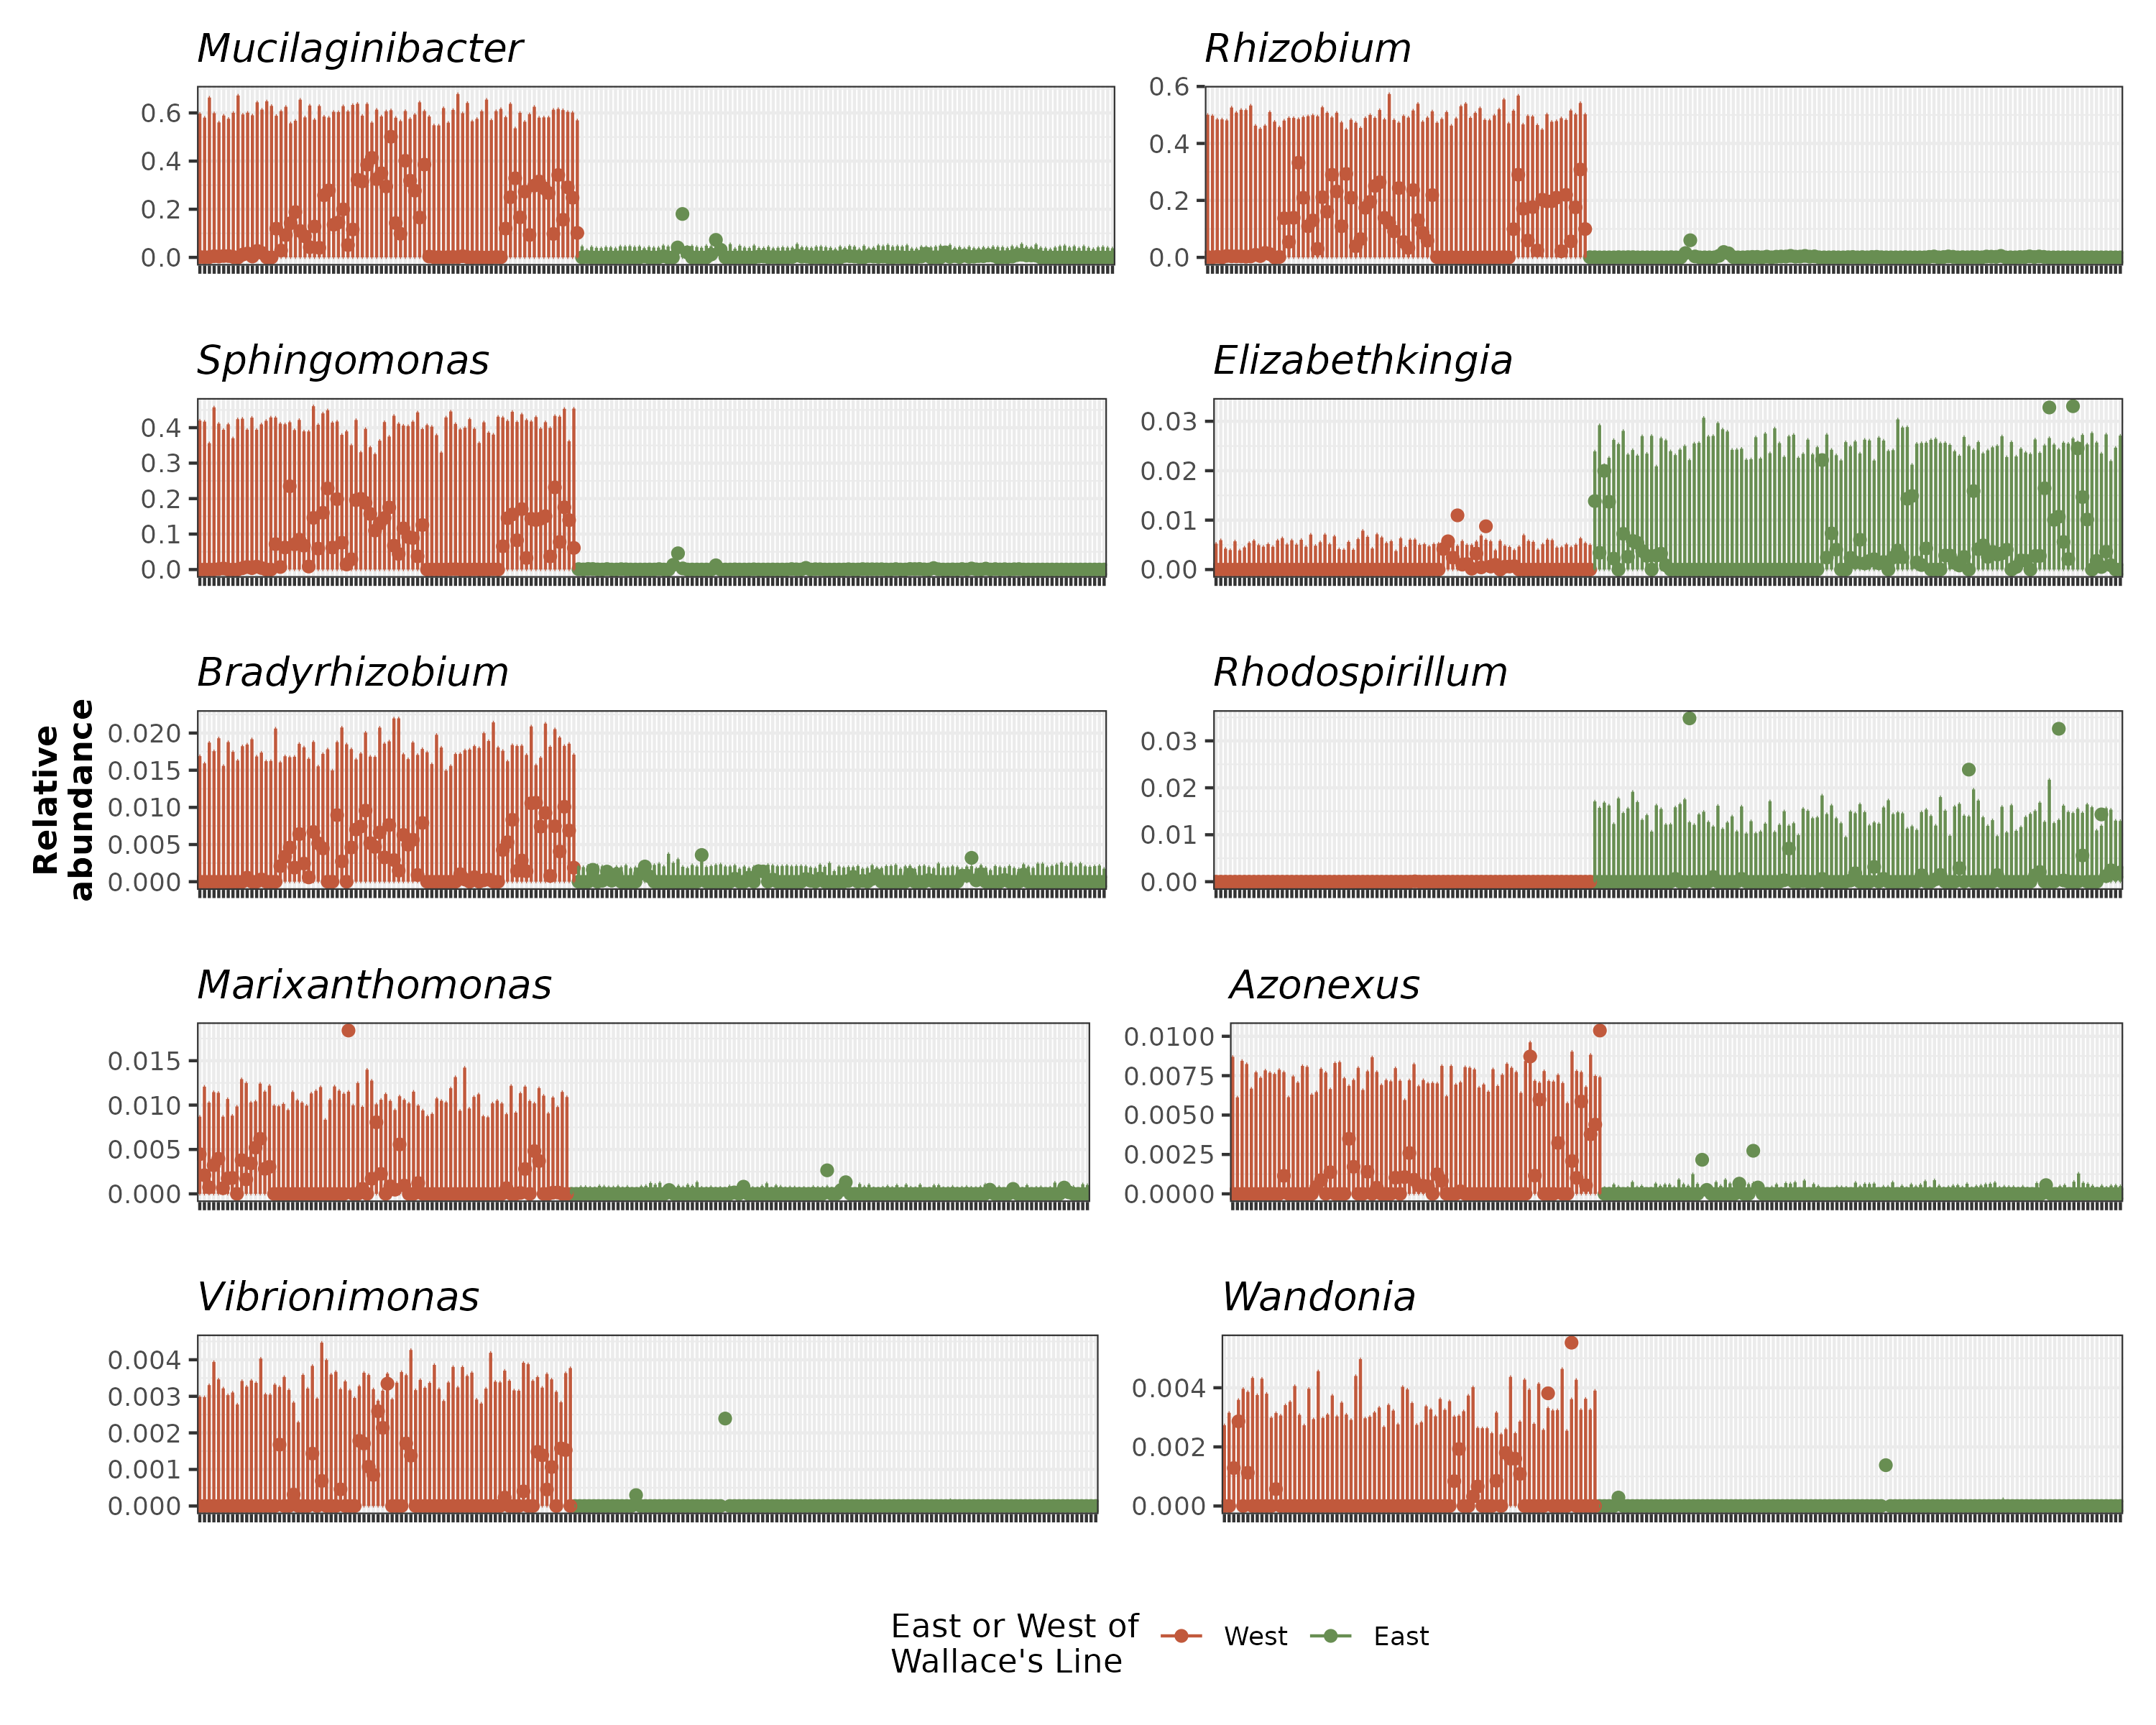 Mucilaginibacter
0.6
0.4
0.2
0.0
Rhizobium
0.6
0.4
0.2
0.0
Sphingomonas
0.4
0.3
0.2
0.1
0.0
Elizabethkingia
0.03
0.02
0.01
0.00
Relative
abundance
Bradyrhizobium
0.020
0.015
0.010
0.005
0.000
Rhodospirillum
0.03
0.02
0.01
0.00
Marixanthomonas
0.015
0.010
0.005
0.000
Azonexus
0.0100
0.0075
0.0050
0.0025
0.0000
Vibrionimonas
0.004
0.003
0.002
0.001
0.000
Wandonia
0.004
0.002
0.000
East or West of
Wallace's Line
West
East